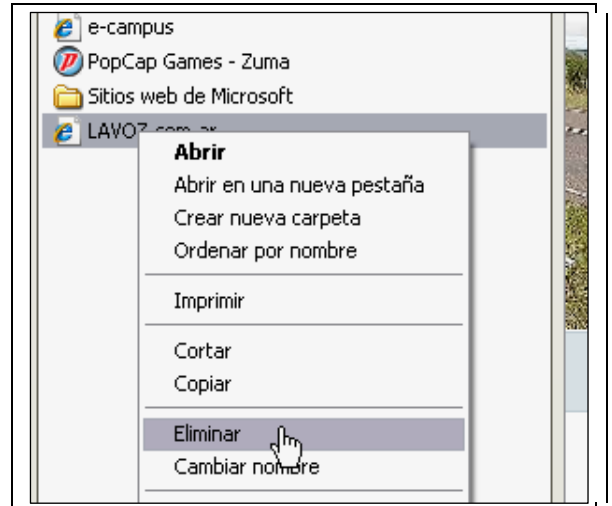 e-campus
PopCap Games - Zuma
Sitios web de Microsoft
LAVOZ.com.ar
Abrir
Abrir en una nueva pestaña
Crear nueva carpeta
Ordenar por nombre
Imprimir
Cortar
Copiar
Eliminar
Cambiar nombre